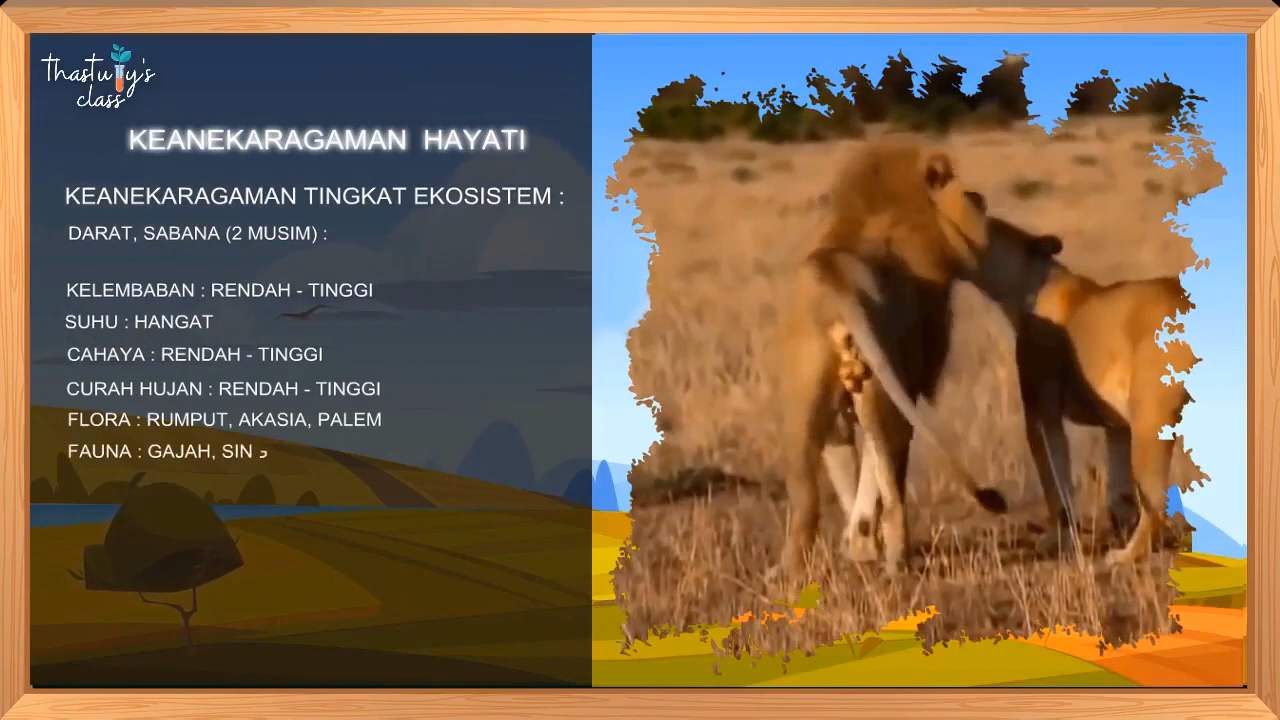 thastuty's
class
KEANEKARAGAMAN HAYATI
KEANEKARAGAMAN TINGKAT EKOSISTEM :
DARAT, SABANA (2 MUSIM) :
KELEMBABAN : RENDAH - TINGGI
SUHU : HANGAT
CAHAYA : RENDAH - TINGGI
CURAH HUJAN : RENDAH - TINGGI
FLORA : RUMPUT, AKASIA, PALEM
FAUNA : GAJAH, SIN